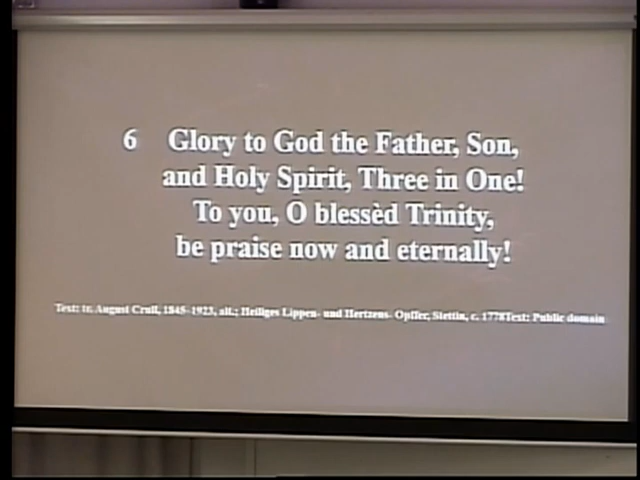 6 Glory to God the Father, Son,
and Holy Spirit, Three in One!
To you, O blessèd Trinity,
be praise now and eternally!
Text: tr. August Crull, 1845-1923, alt.; Heiliges Lippen- und Hertzens- Opffer, Stettin, c. 1778Text: Public domain